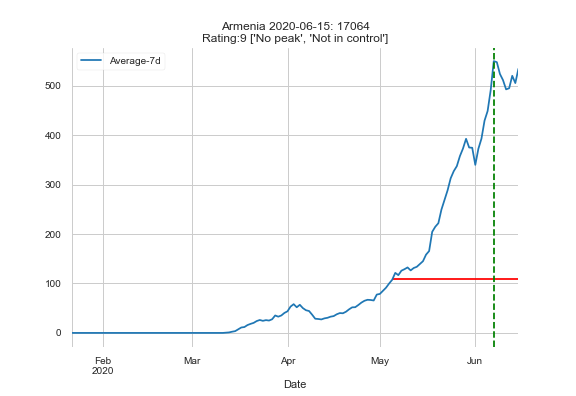 Armenia 2020-06-15: 17064
Rating:9 ['No peak', 'Not in control']
Average-7d
500
400
300
200
100
0
Feb Mar Apr May Jun
2020
Date